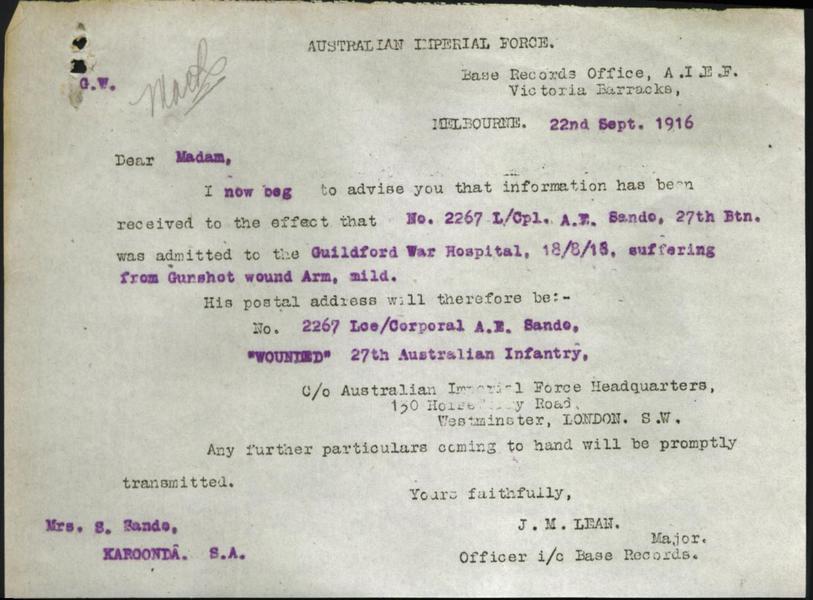 AUSTRALIAN IMPERIAL FORCE.
Base Records Office, A.I.E.F.
Victoria Barracks,
G.W.
MELBOURNE. 22nd Sept. 1916
Dear Madam,
I now beg to advise you that information has been
received to the effect that No. 2267 L/Cpl. A.E. Sando, 27th Btn.
was admitted to the Guildford War Hospital, 18/8/16, suffering
from Gunshot wound Arm, mild.
His postal address will therefore be:-
No. 2267 Lce/Corporal A.E. Sando,
"WOUNDED" 27th Australian Infantry,
C/o Australian Imperial Force Headquarters,
130 Horseferry Road,
Westminster, LONDON. S.W.
Any further particulars coming to hand will be promptly
transmitted.
Yours faithfully,
J. M. LEAN.
Major.
Officer i/c Base Records.
Mrs. S. Sando,
KAROONDA. S.A.